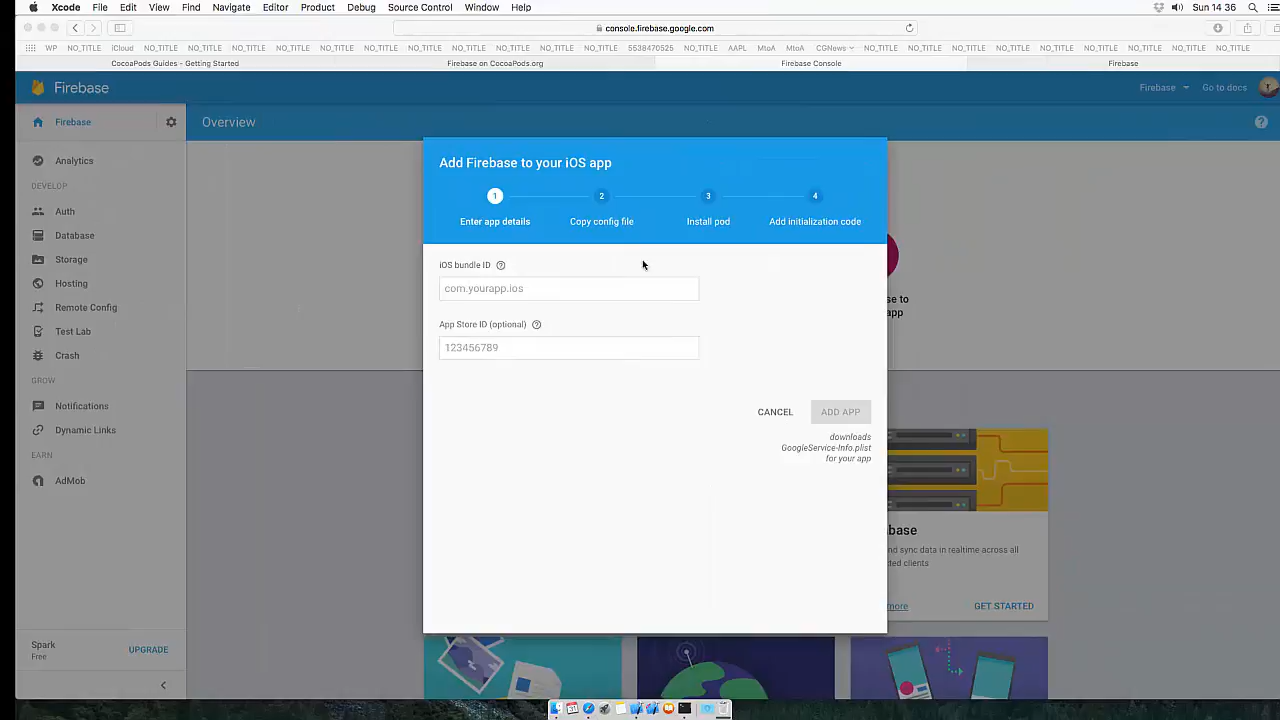 Xcode File Edit View Find Navigate Editor Product Debug Source Control Window Help Sun 14 36
console.firebase.google.com
WP NO_TITLE iCloud NO_TITLE NO_TITLE NO_TITLE NO_TITLE NO_TITLE NO_TITLE NO_TITLE NO_TITLE NO_TITLE NO_TITLE 5538470525 NO_TITLE AAPL MtoA MtoA CGNews NO_TITLE NO_TITLE NO_TITLE NO_TITLE NO_TITLE NO_TITLE NO_TITLE NO_TITLE NO_TITLE
CocoaPods Guides - Getting Started Firebase on CocoaPods.org Firebase Console Firebase
Firebase Firebase Go to docs
Firebase Overview
Add Firebase to your iOS app
1 2 3 4
Enter app details Copy config file Install pod Add initialization code
Analytics
DEVELOP
Auth
Database
Storage
Hosting
Remote Config
Test Lab
Crash
GROW
Notifications
Dynamic Links
EARN
AdMob
Spark
Free
UPGRADE
iOS bundle ID
com.yourapp.ios
App Store ID (optional)
123456789
CANCEL ADD APP
downloads
GoogleService-Info.plist
for your app
se to
app
base
nd sync data in realtime across all
ted clients
more GET STARTED